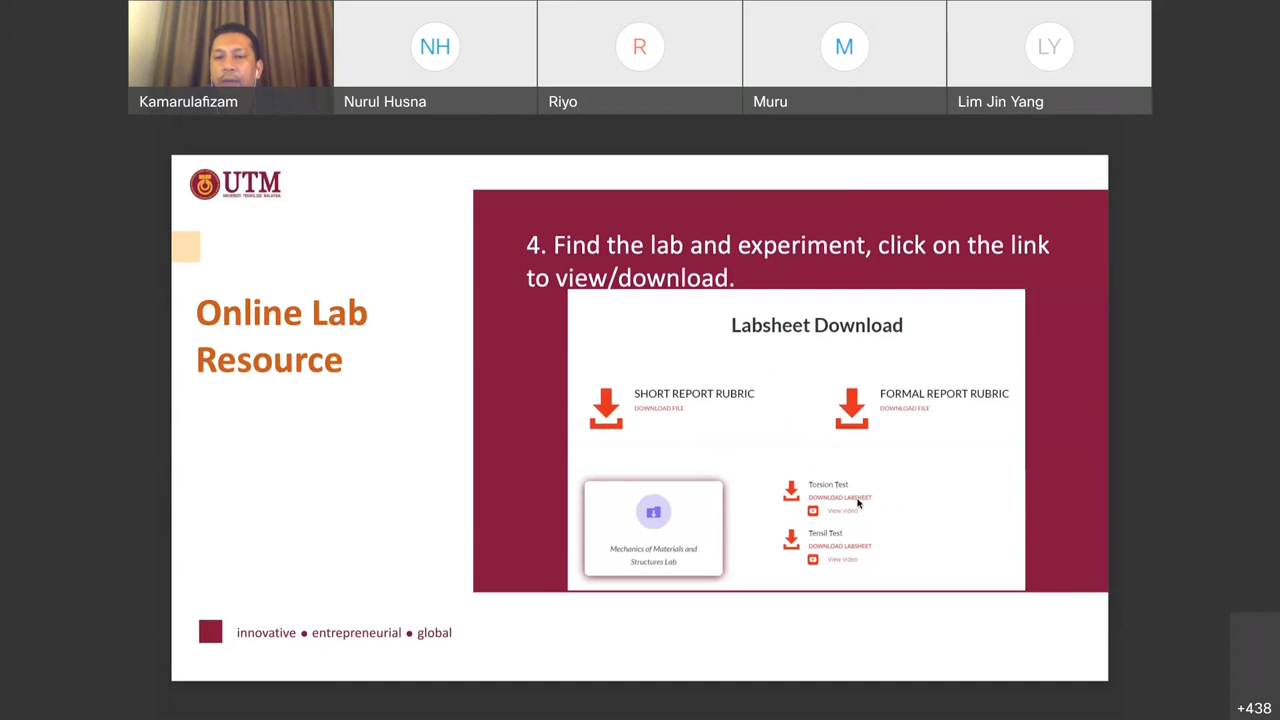 NH
R
M
LY
Kamarulafizam
Nurul Husna
Riyo
Muru
Lim Jin Yang
UTM
UNIVERSITI TEKNOLOGI MALAYSIA
4. Find the lab and experiment, click on the link
to view/download.
Online Lab
Resource
Labsheet Download
SHORT REPORT RUBRIC
DOWNLOAD FILE
FORMAL REPORT RUBRIC
DOWNLOAD FILE
Torsion Test
DOWNLOAD LABSHEET
View video
Tensil Test
DOWNLOAD LABSHEET
View video
Mechanics of Materials and
Structures Lab
innovative ● entrepreneurial ● global
+438